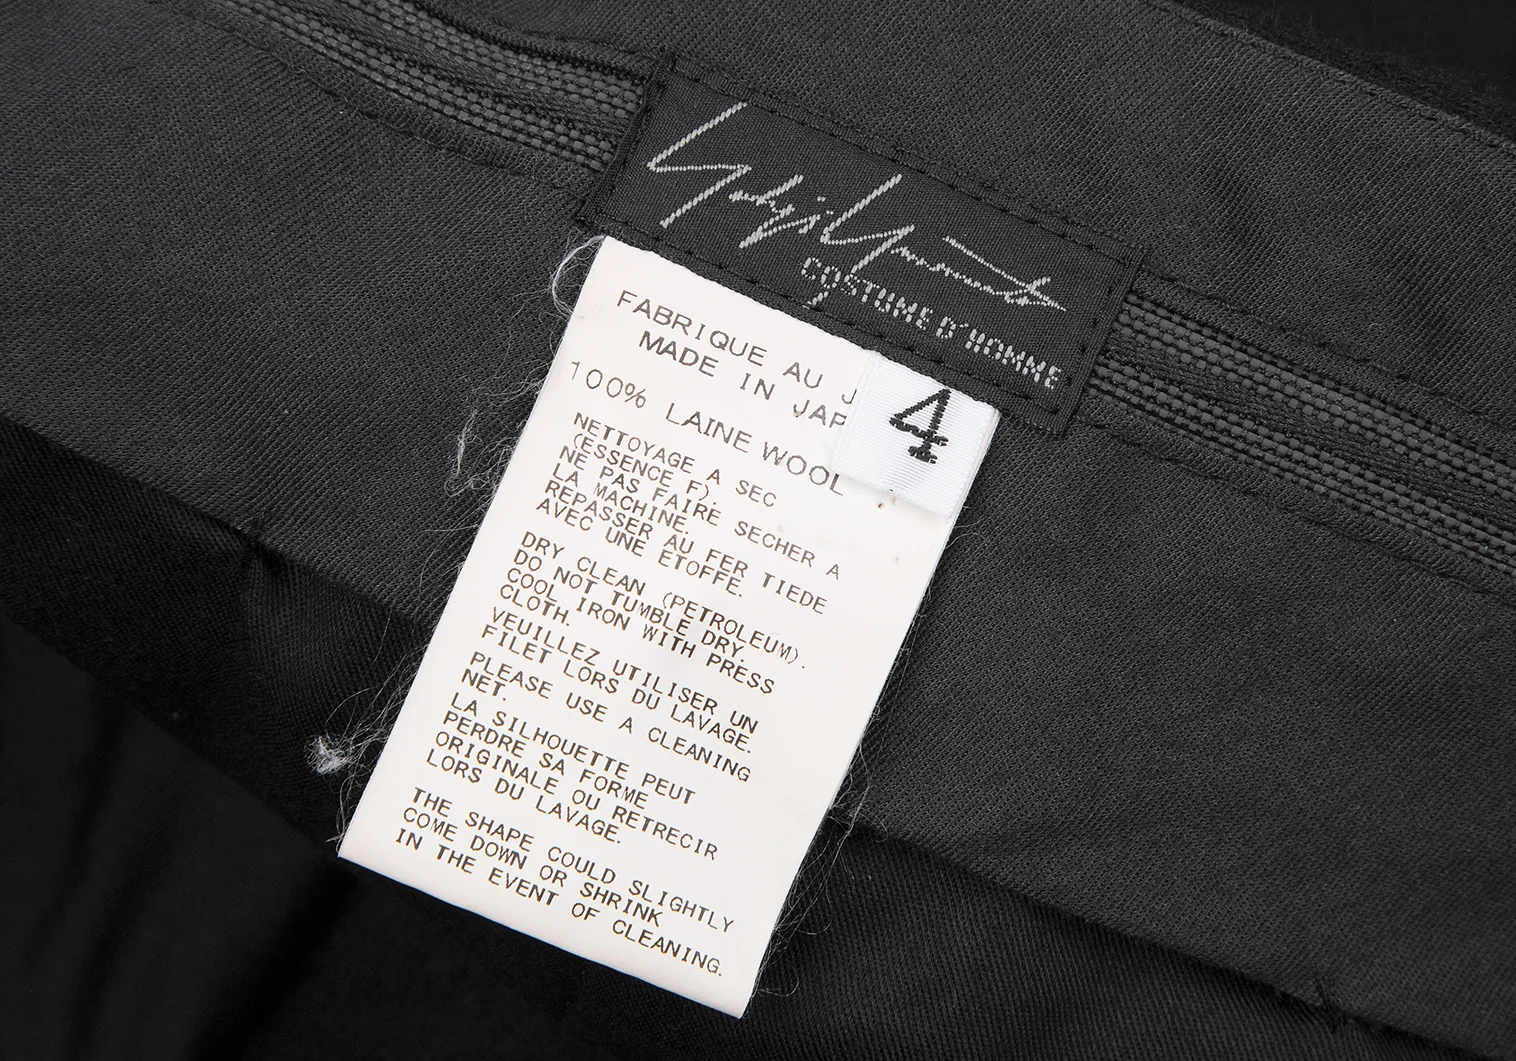 Yohji Yamamoto
COSTUME D'HOMME
4
FABRIQUE AU J
MADE IN JAP
100% LAINE WOOL
NETTOYAGE A SEC
(ESSENCE F).
NE PAS FAIRE SECHER A
LA MACHINE.
REPASSER AU FER TIEDE
AVEC UNE ETOFFE.
DRY CLEAN (PETROLEUM).
DO NOT TUMBLE DRY.
COOL IRON WITH PRESS
CLOTH.
VEUILLEZ UTILISER UN
FILET LORS DU LAVAGE.
PLEASE USE A CLEANING
NET.
LA SILHOUETTE PEUT
PERDRE SA FORME
ORIGINALE OU RETRECIR
LORS DU LAVAGE.
THE SHAPE COULD SLIGHTLY
COME DOWN OR SHRINK
IN THE EVENT OF CLEANING.